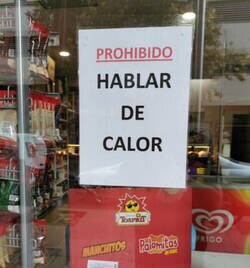 PROHIBIDO
HABLAR
DE
CALOR
TOSFRIT
MANCHITOS
Palomitas
FRIGO